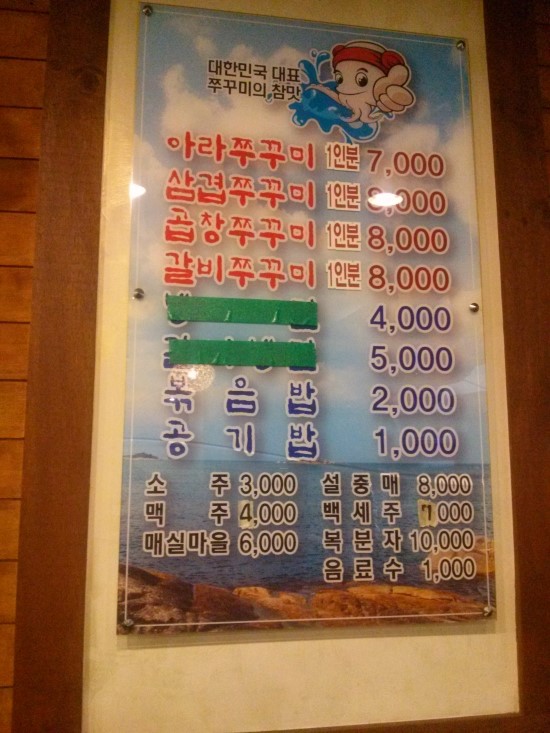 대한민국 대표
쭈꾸미의 참맛
아라쭈꾸미 1인분 7,000
삼겹쭈꾸미 1인분 8,000
곱창쭈꾸미 1인분 8,000
갈비쭈꾸미 1인분 8,000
4,000
5,000
볶음밥 2,000
공기밥 1,000
소주 3,000
맥주 4,000
매실마을 6,000
설중매 8,000
백세주 7,000
복분자 10,000
음료수 1,000